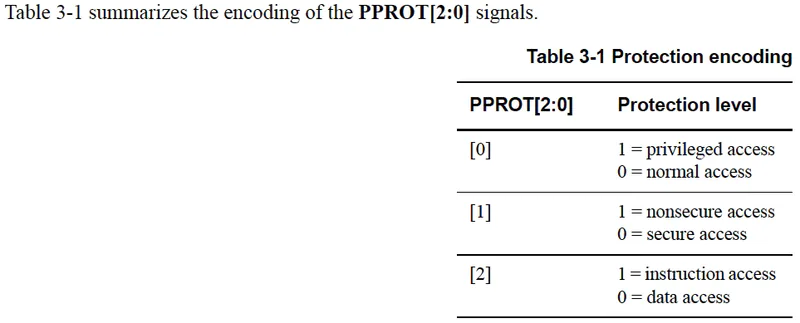 Table 3-1 summarizes the encoding of the PPROT[2:0] signals.
Table 3-1 Protection encoding
PPROT[2:0] Protection level
[0] 1 = privileged access
0 = normal access
[1] 1 = nonsecure access
0 = secure access
[2] 1 = instruction access
0 = data access